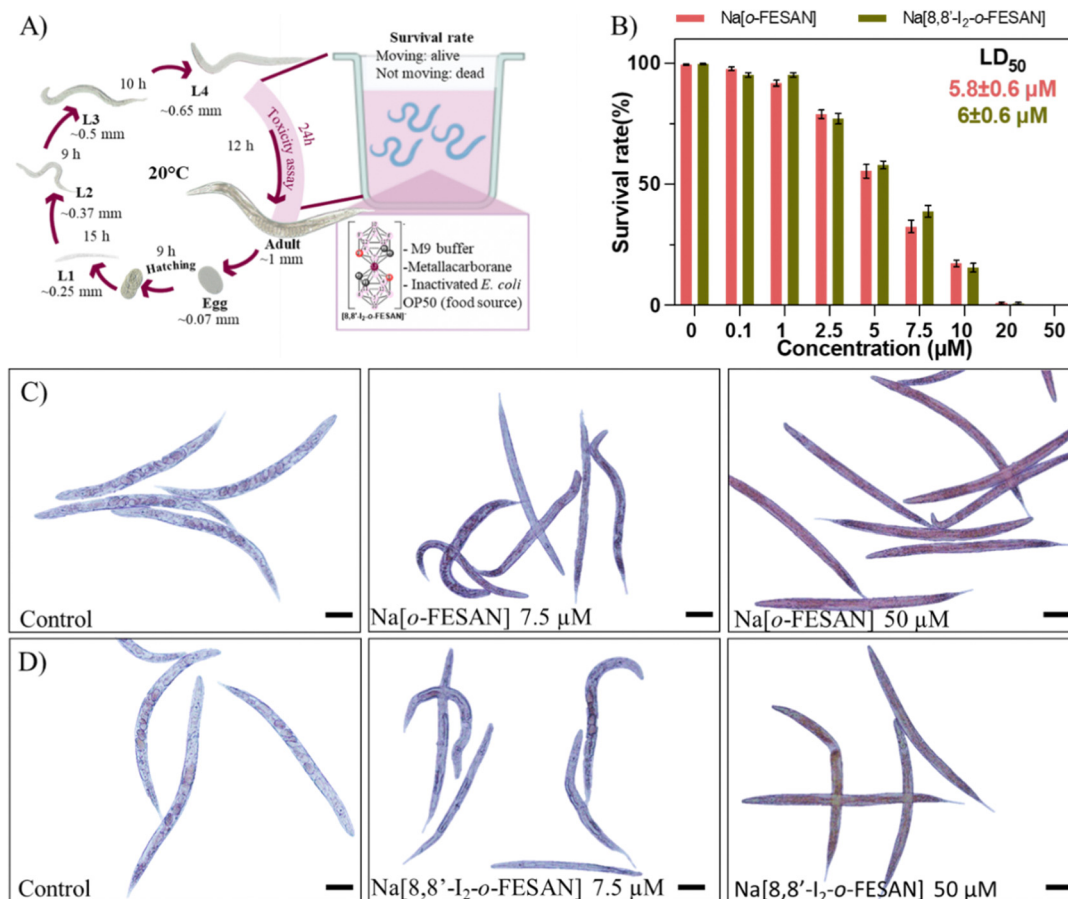 A)
Survival rate
Moving: alive
Not moving: dead
10 h
L4
~0.65 mm
L3
~0.5 mm
9 h
L2
~0.37 mm
15 h
L1
~0.25 mm
9 h
Hatching
Egg
~0.07 mm
20°C
12 h
Toxicity assay
24h
Adult
~1 mm
- M9 buffer
-Metallacarborane
- Inactivated E. coli
OP50 (food source)
[8,8'-I₂-o-FESAN]⁻
B)
Na[o-FESAN]
Na[8,8'-I₂-o-FESAN]
LD₅₀
5.8±0.6 µM
6±0.6 µM
Survival rate(%)
100
50
0
0 0.1 1 2.5 5 7.5 10 20 50
Concentration (µM)
C)
Control
Na[o-FESAN] 7.5 µM
Na[o-FESAN] 50 µM
D)
Control
Na[8,8'-I₂-o-FESAN] 7.5 µM
Na[8,8'-I₂-o-FESAN] 50 µM